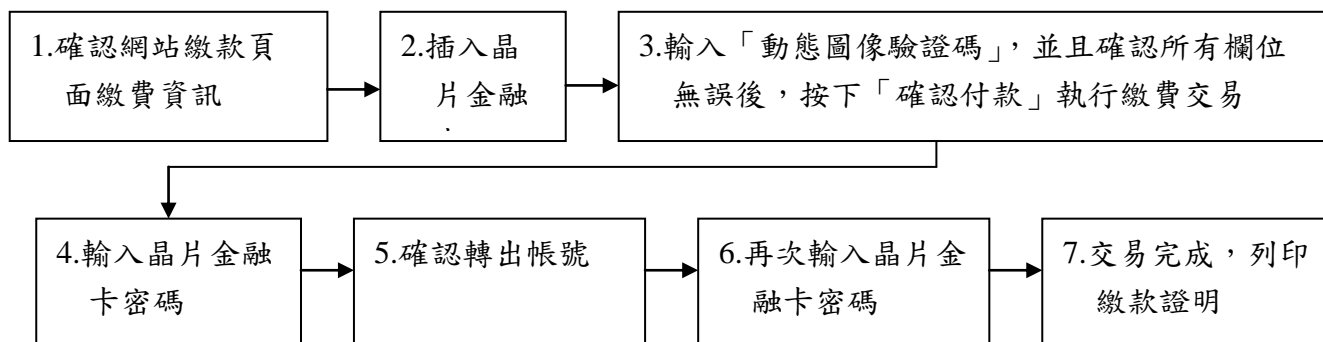 1.確認網站繳款頁
面繳費資訊
2.插入晶
片金融
3.輸入「動態圖像驗證碼」，並且確認所有欄位
無誤後，按下「確認付款」執行繳費交易
4.輸入晶片金融
卡密碼
5.確認轉出帳號
6.再次輸入晶片金
融卡密碼
7.交易完成，列印
繳款證明